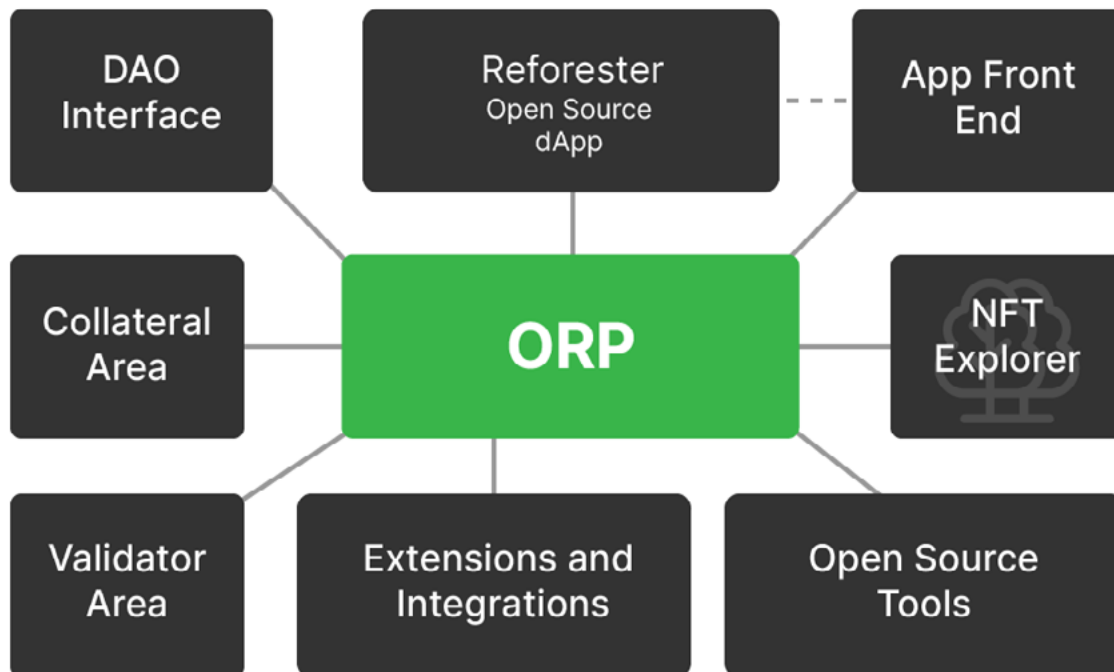 DAO
Interface
Reforester
Open Source
dApp
App Front
End
Collateral
Area
ORP
NFT
Explorer
Validator
Area
Extensions and
Integrations
Open Source
Tools